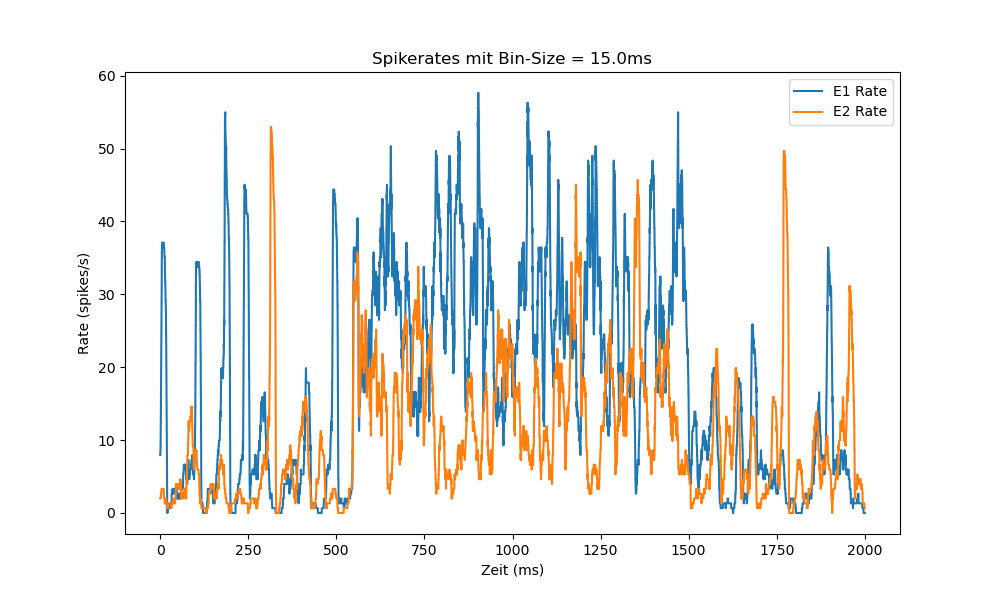 Spikerates mit Bin-Size = 15.0ms
E1 Rate
E2 Rate
Rate (spikes/s)
60
50
40
30
20
10
0
0 250 500 750 1000 1250 1500 1750 2000
Zeit (ms)